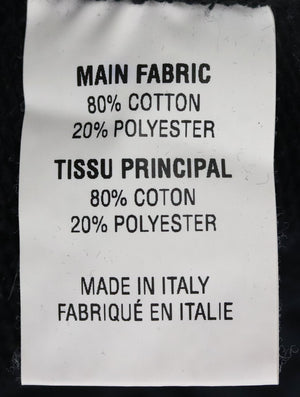 MAIN FABRIC
80% COTTON
20% POLYESTER
TISSU PRINCIPAL
80% COTON
20% POLYESTER
MADE IN ITALY
FABRIQUÉ EN ITALIE